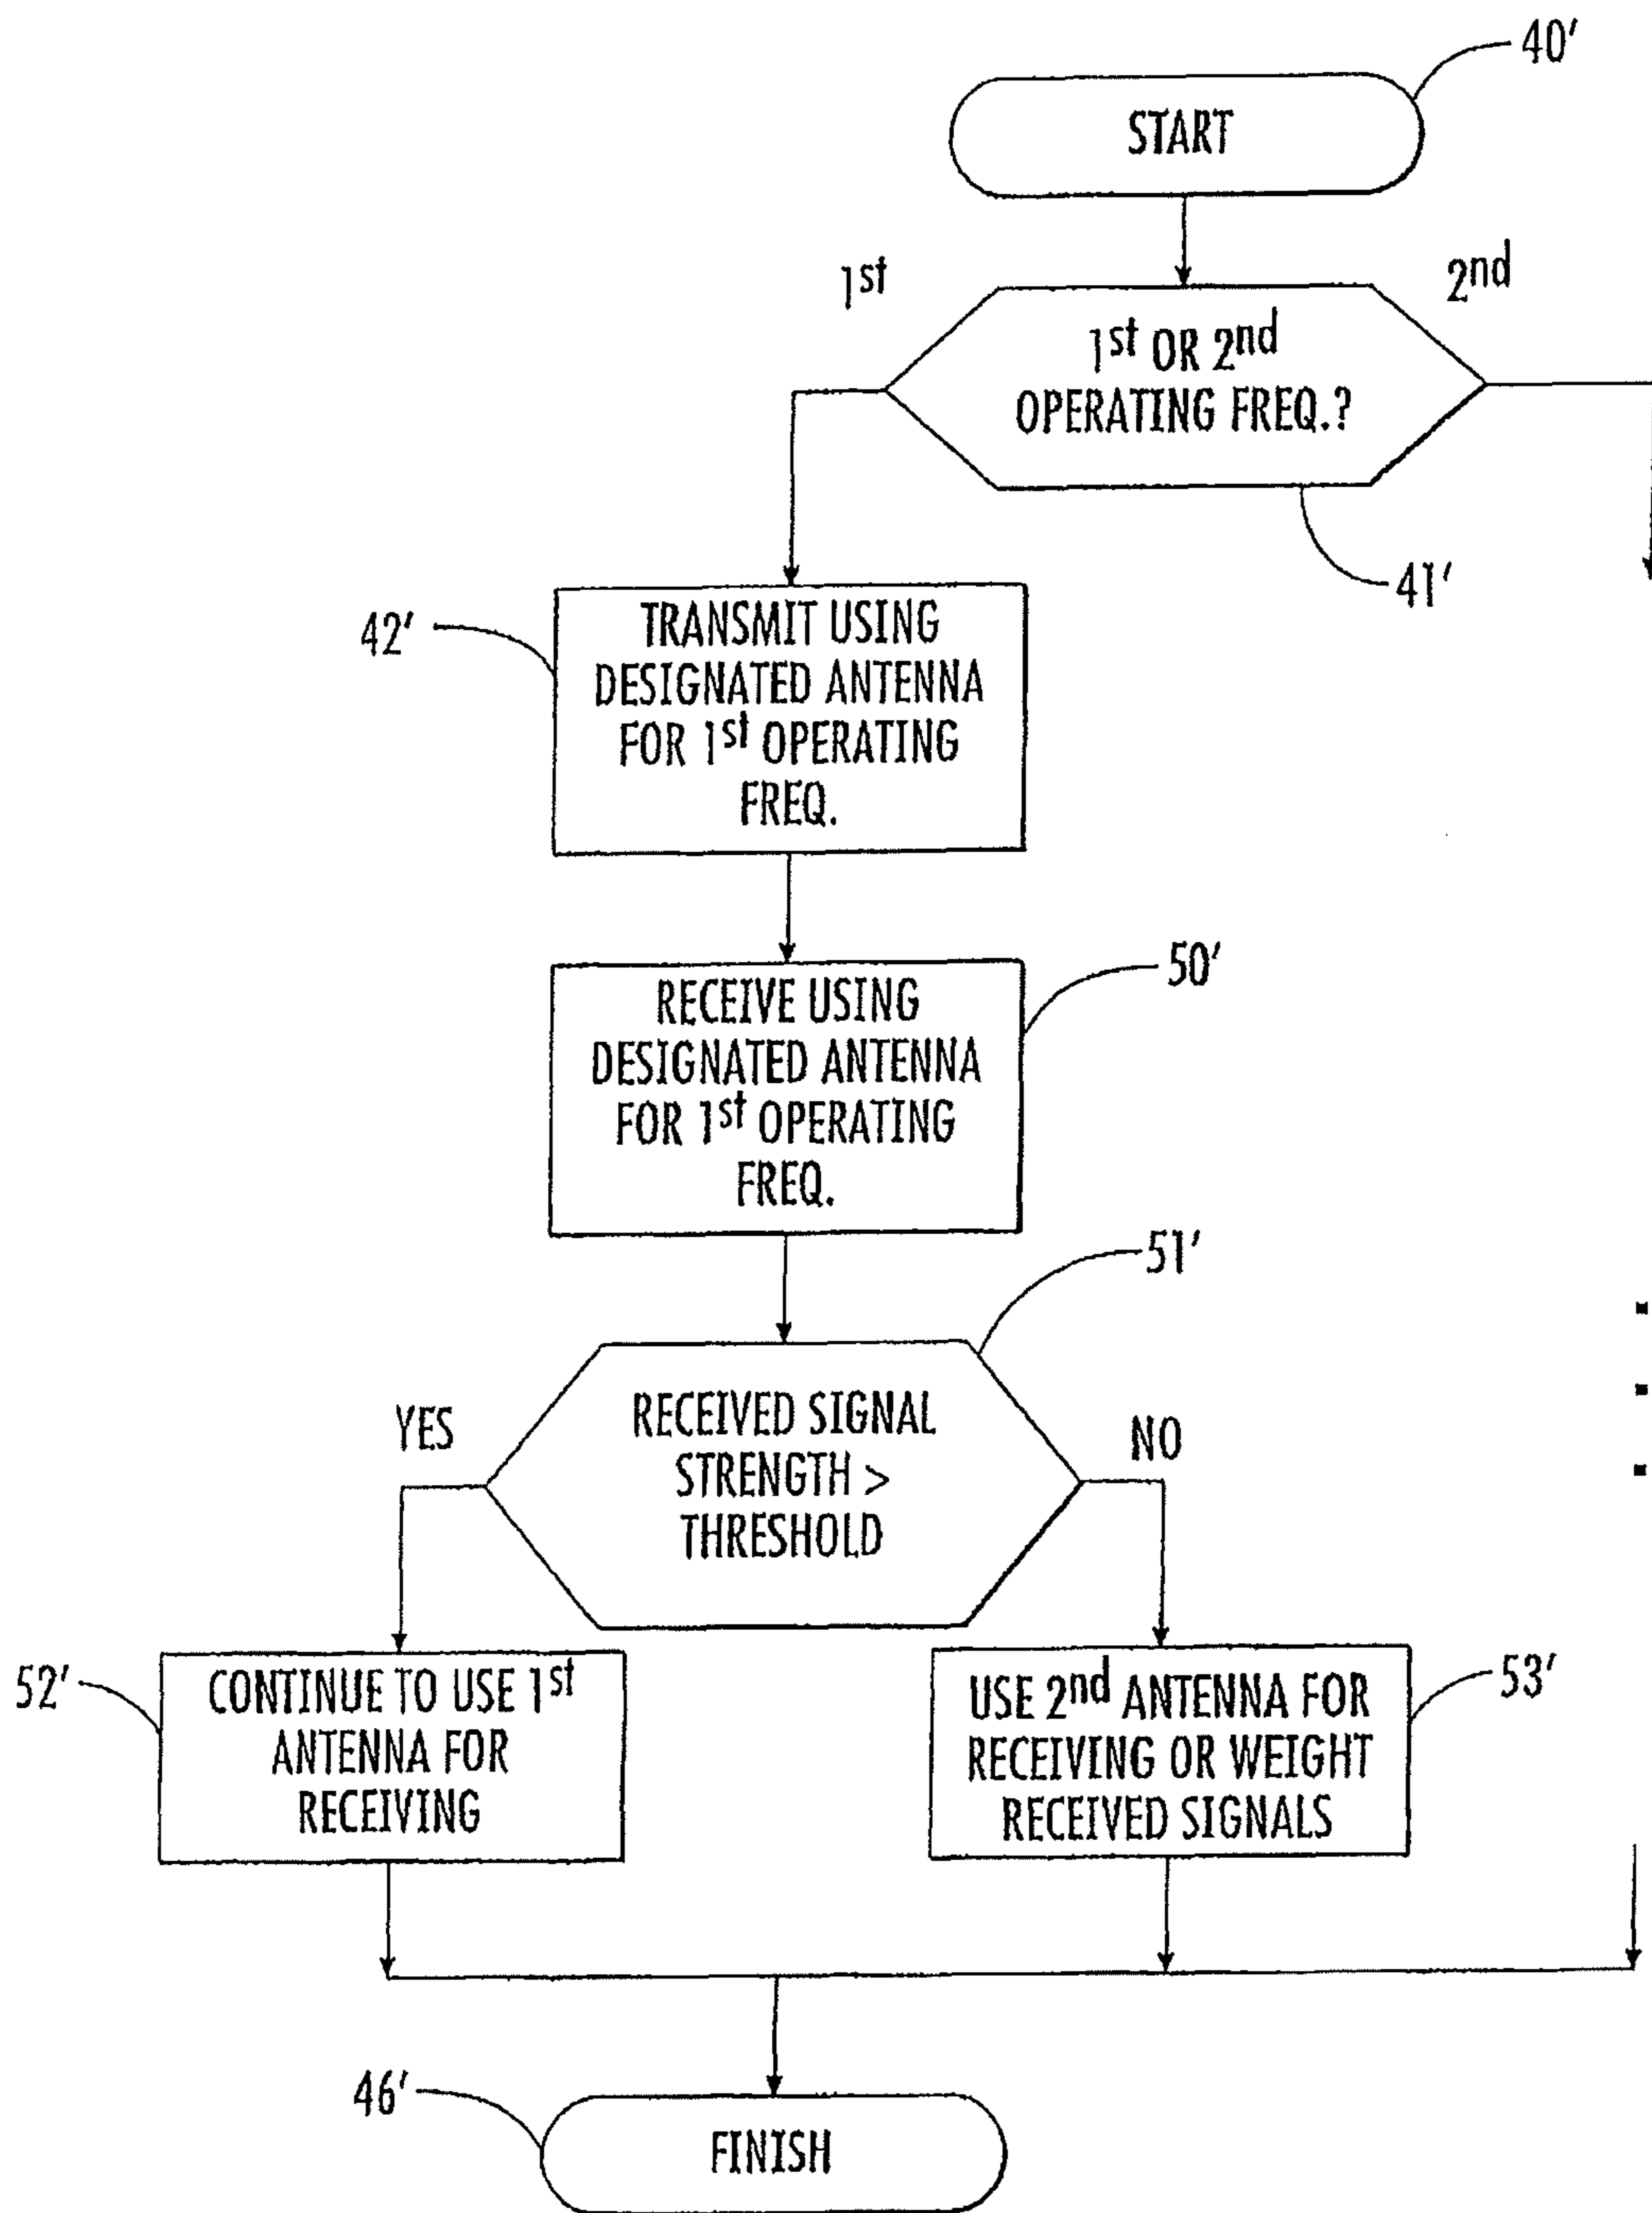 40'
START
1st
2nd
1st OR 2nd
OPERATING FREQ.?
41'
42'
TRANSMIT USING
DESIGNATED ANTENNA
FOR 1st OPERATING
FREQ.
50'
RECEIVE USING
DESIGNATED ANTENNA
FOR 1st OPERATING
FREQ.
51'
YES
RECEIVED SIGNAL
STRENGTH >
THRESHOLD
NO
52'
CONTINUE TO USE 1st
ANTENNA FOR
RECEIVING
USE 2nd ANTENNA FOR
RECEIVING OR WEIGHT
RECEIVED SIGNALS
53'
46'
FINISH